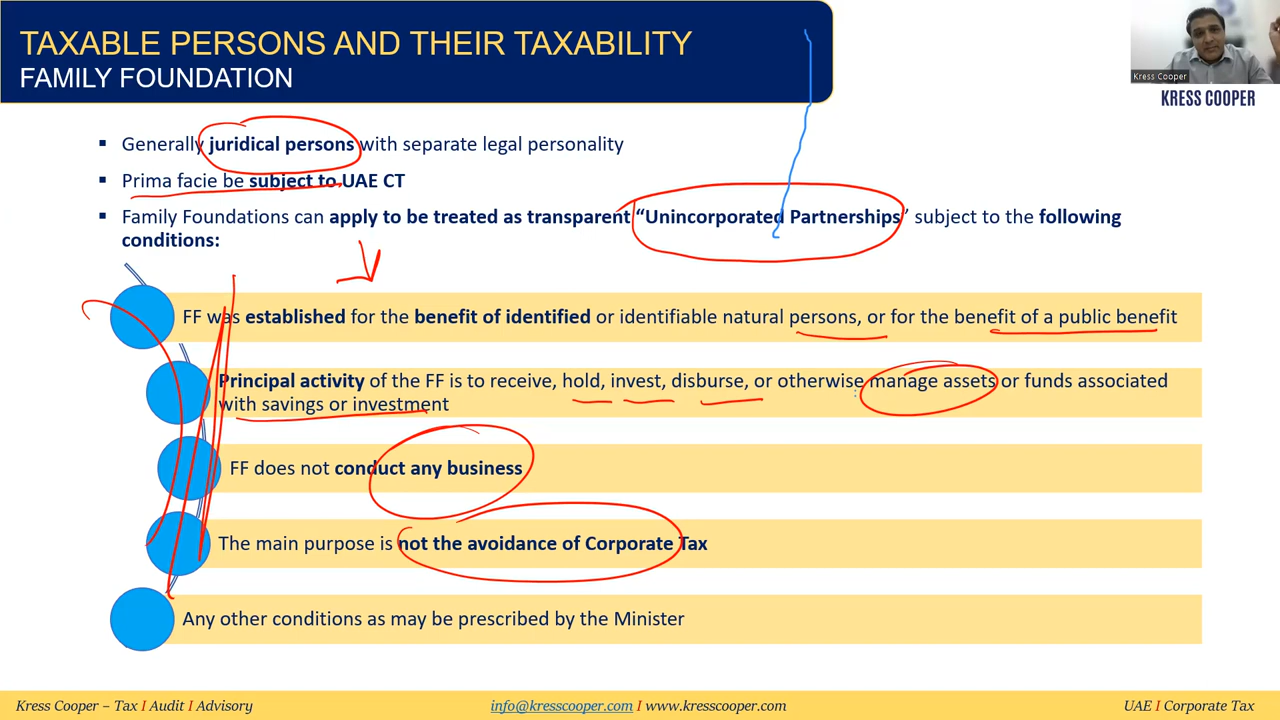 TAXABLE PERSONS AND THEIR TAXABILITY
FAMILY FOUNDATION
Kress Cooper
KRESS COOPER
▪ Generally juridical persons with separate legal personality
▪ Prima facie be subject to UAE CT
▪ Family Foundations can apply to be treated as transparent “Unincorporated Partnerships” subject to the following
conditions:
FF was established for the benefit of identified or identifiable natural persons, or for the benefit of a public benefit
Principal activity of the FF is to receive, hold, invest, disburse, or otherwise manage assets or funds associated
with savings or investment
FF does not conduct any business
The main purpose is not the avoidance of Corporate Tax
Any other conditions as may be prescribed by the Minister
Kress Cooper – Tax I Audit I Advisory
info@kresscooper.com I www.kresscooper.com
UAE I Corporate Tax